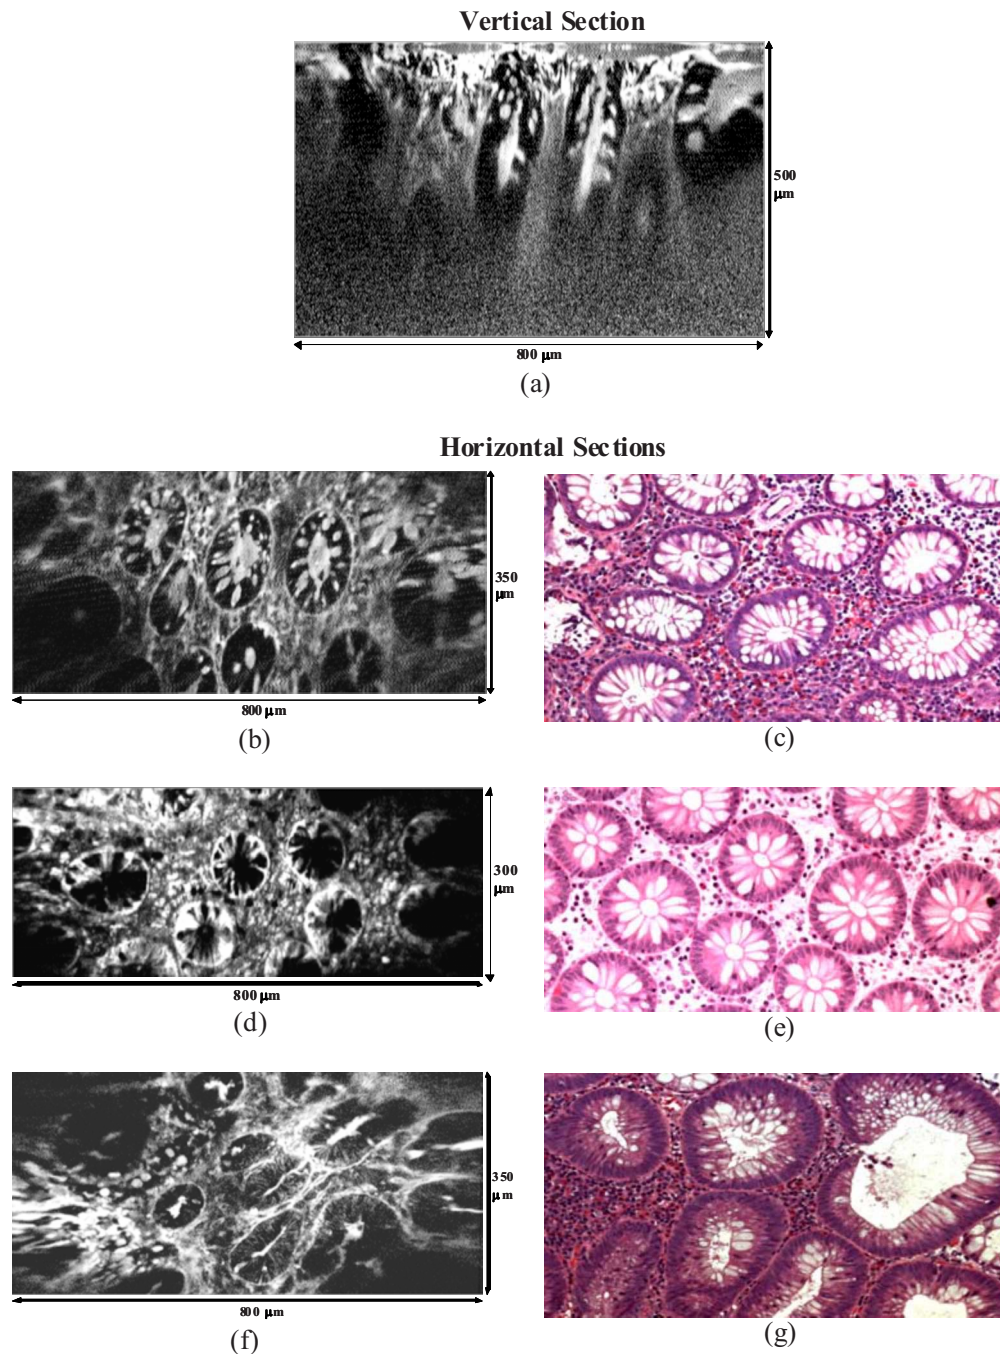 Vertical Section
500
µm
800 µm
(a)
Horizontal Sections
350
µm
800 µm
(b)
(c)
300
µm
800 µm
(d)
(e)
350
µm
800 µm
(f)
(g)